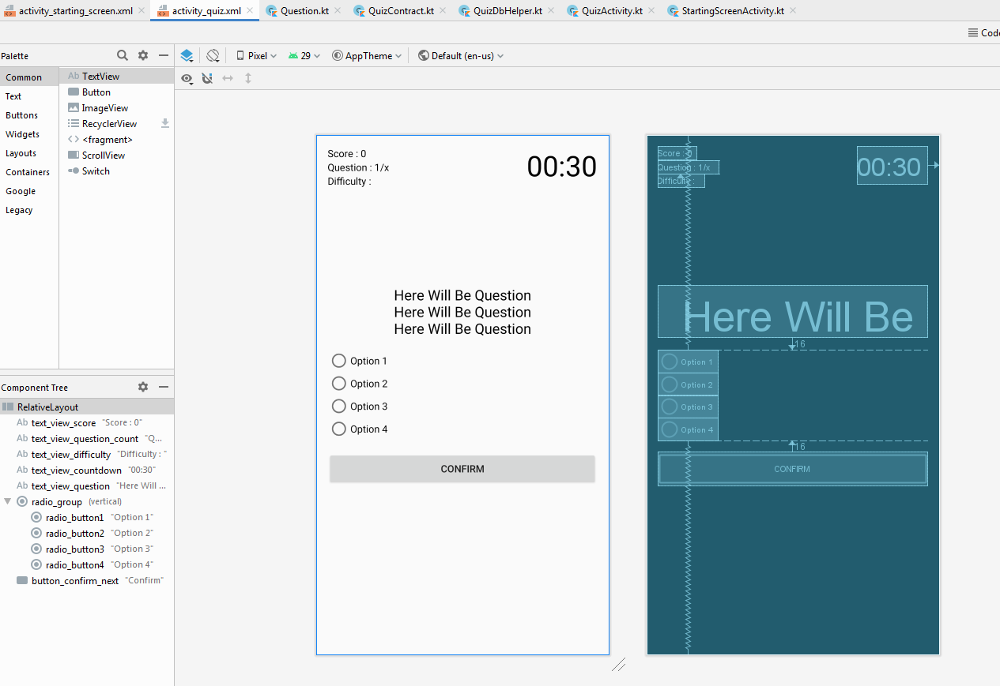 activity_starting_screen.xml activity_quiz.xml Question.kt QuizContract.kt QuizDbHelper.kt QuizActivity.kt StartingScreenActivity.kt
Code
Palette
Pixel 29 AppTheme Default (en-us)
Common
Text
Buttons
Widgets
Layouts
Containers
Google
Legacy
Ab TextView
Button
ImageView
RecyclerView
<fragment>
ScrollView
Switch
Component Tree
RelativeLayout
Ab text_view_score "Score : 0"
Ab text_view_question_count "Q...
Ab text_view_difficulty "Difficulty : "
Ab text_view_countdown "00:30"
Ab text_view_question "Here Will ...
radio_group (vertical)
radio_button1 "Option 1"
radio_button2 "Option 2"
radio_button3 "Option 3"
radio_button4 "Option 4"
button_confirm_next "Confirm"
Score : 0
Question : 1/x
Difficulty :
00:30
Here Will Be Question
Here Will Be Question
Here Will Be Question
Option 1
Option 2
Option 3
Option 4
CONFIRM
Score : 0
Question : 1/x
Difficulty :
00:30
Here Will Be
16
Option 1
Option 2
Option 3
Option 4
16
CONFIRM